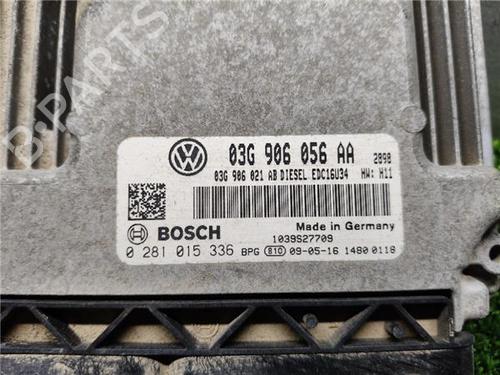 B-PARTS
03G 906 056 AA 2898
03G 906 021 AB DIESEL EDC16U34 HW: H11
Made in Germany
BOSCH 1039S27709
0 281 015 336 BPG 810 09-05-16 1480 0118